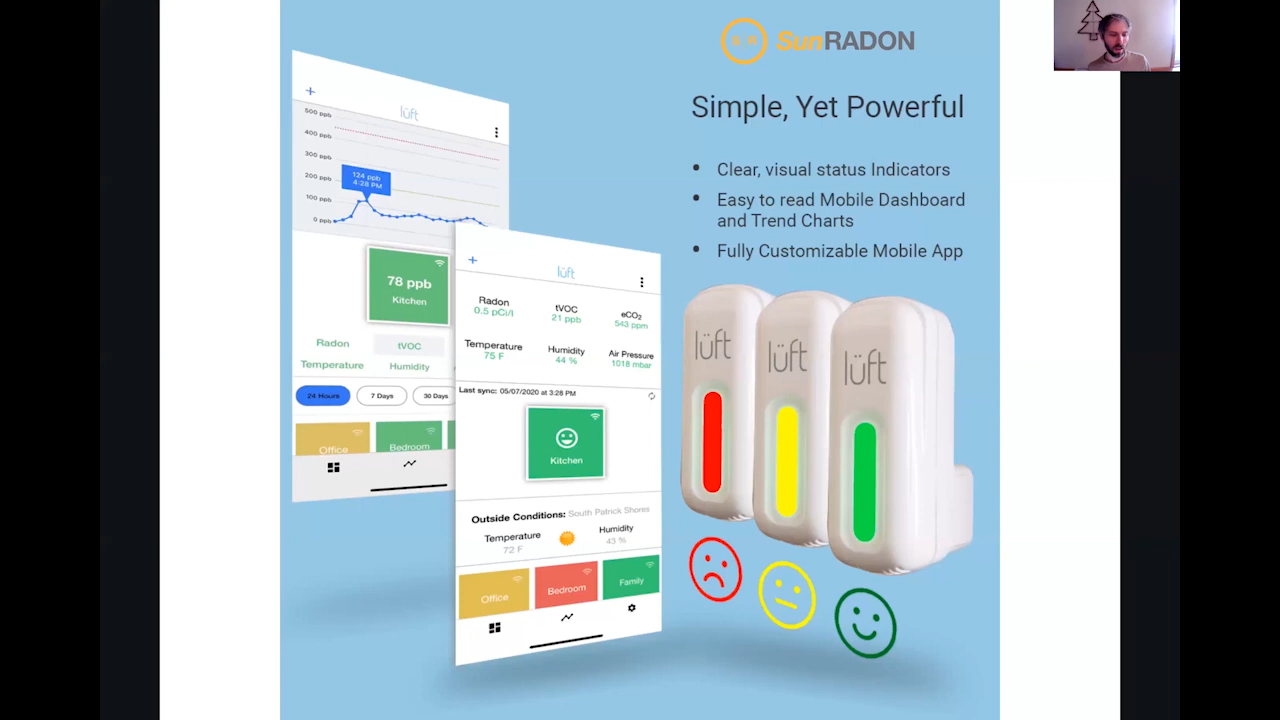 SunRADON
Simple, Yet Powerful
• Clear, visual status Indicators
• Easy to read Mobile Dashboard
and Trend Charts
• Fully Customizable Mobile App
+
lüft
500 ppb
400 ppb
300 ppb
200 ppb
100 ppb
0 ppb
124 ppb
4:28 PM
78 ppb
Kitchen
Radon
tVOC
Temperature
Humidity
24 Hours
7 Days
30 Days
Office
Bedroom
+
lüft
Radon
0.5 pCi/l
tVOC
21 ppb
eCO2
543 ppm
Temperature
75 F
Humidity
44 %
Air Pressure
1018 mbar
Last sync: 05/07/2020 at 3:28 PM
Kitchen
Outside Conditions: South Patrick Shores
Temperature
72 F
Humidity
43 %
Office
Bedroom
Family
lüft
lüft
lüft